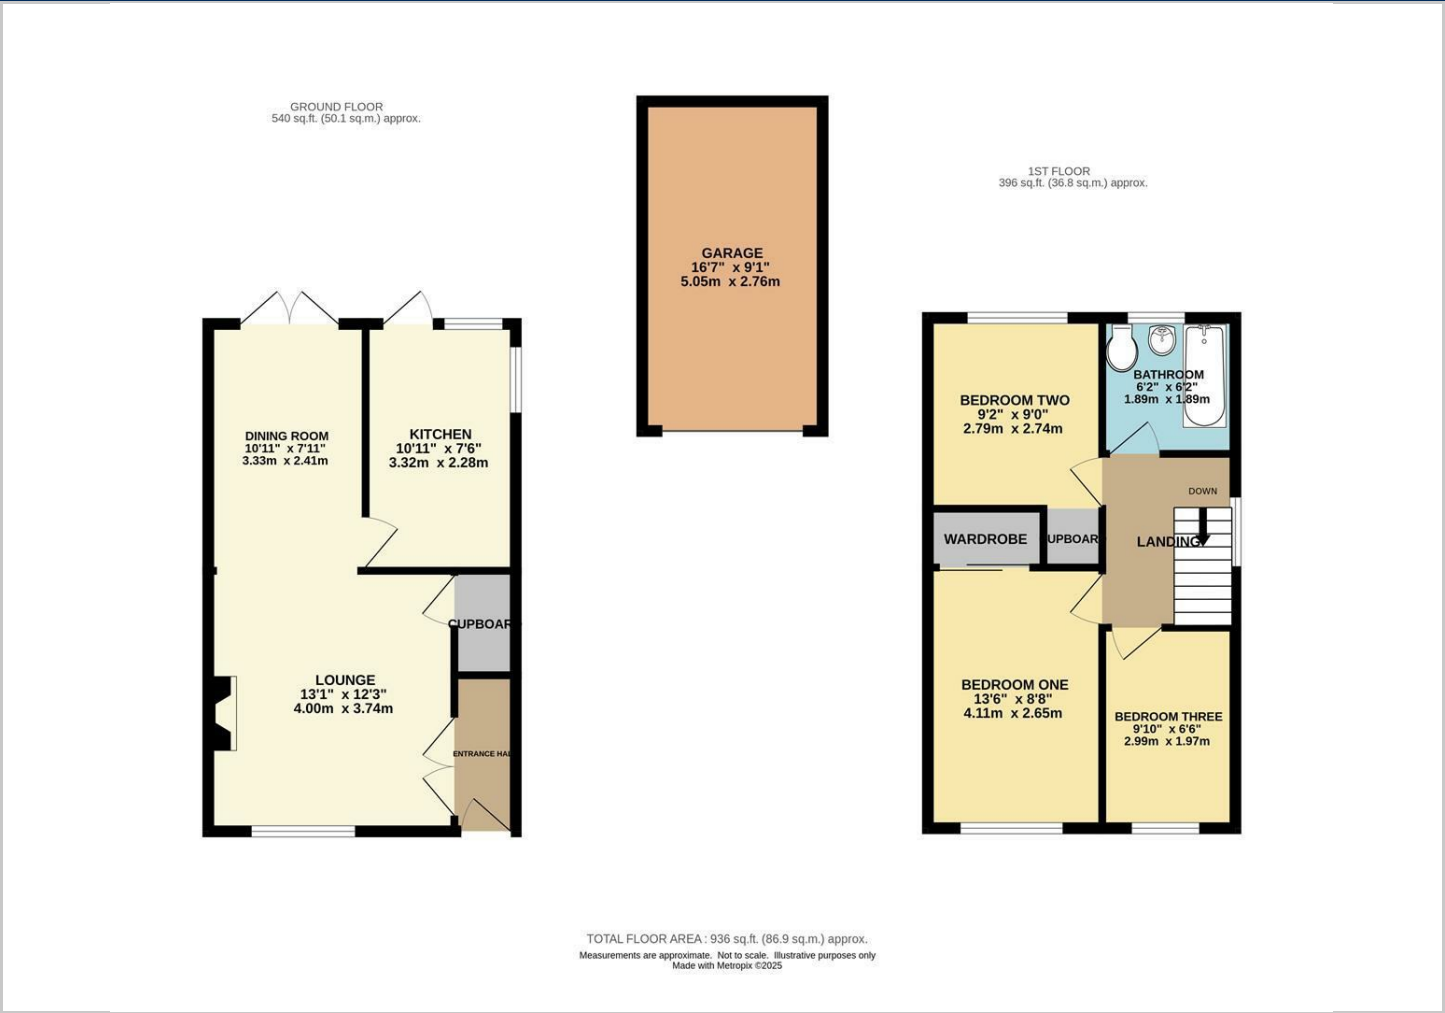 GROUND FLOOR
540 sq.ft. (50.1 sq.m.) approx.
GARAGE
16'7" x 9'1"
5.05m x 2.76m
1ST FLOOR
396 sq.ft. (36.8 sq.m.) approx.
DINING ROOM
10'11" x 7'11"
3.33m x 2.41m
KITCHEN
10'11" x 7'6"
3.32m x 2.28m
CUPBOAR
LOUNGE
13'1" x 12'3"
4.00m x 3.74m
ENTRANCE HAL
BEDROOM TWO
9'2" x 9'0"
2.79m x 2.74m
BATHROOM
6'2" x 6'2"
1.89m x 1.89m
DOWN
WARDROBE
UPBOAR
LANDING
BEDROOM ONE
13'6" x 8'8"
4.11m x 2.65m
BEDROOM THREE
9'10" x 6'6"
2.99m x 1.97m
TOTAL FLOOR AREA : 936 sq.ft. (86.9 sq.m.) approx.
Measurements are approximate. Not to scale. Illustrative purposes only
Made with Metropix ©2025